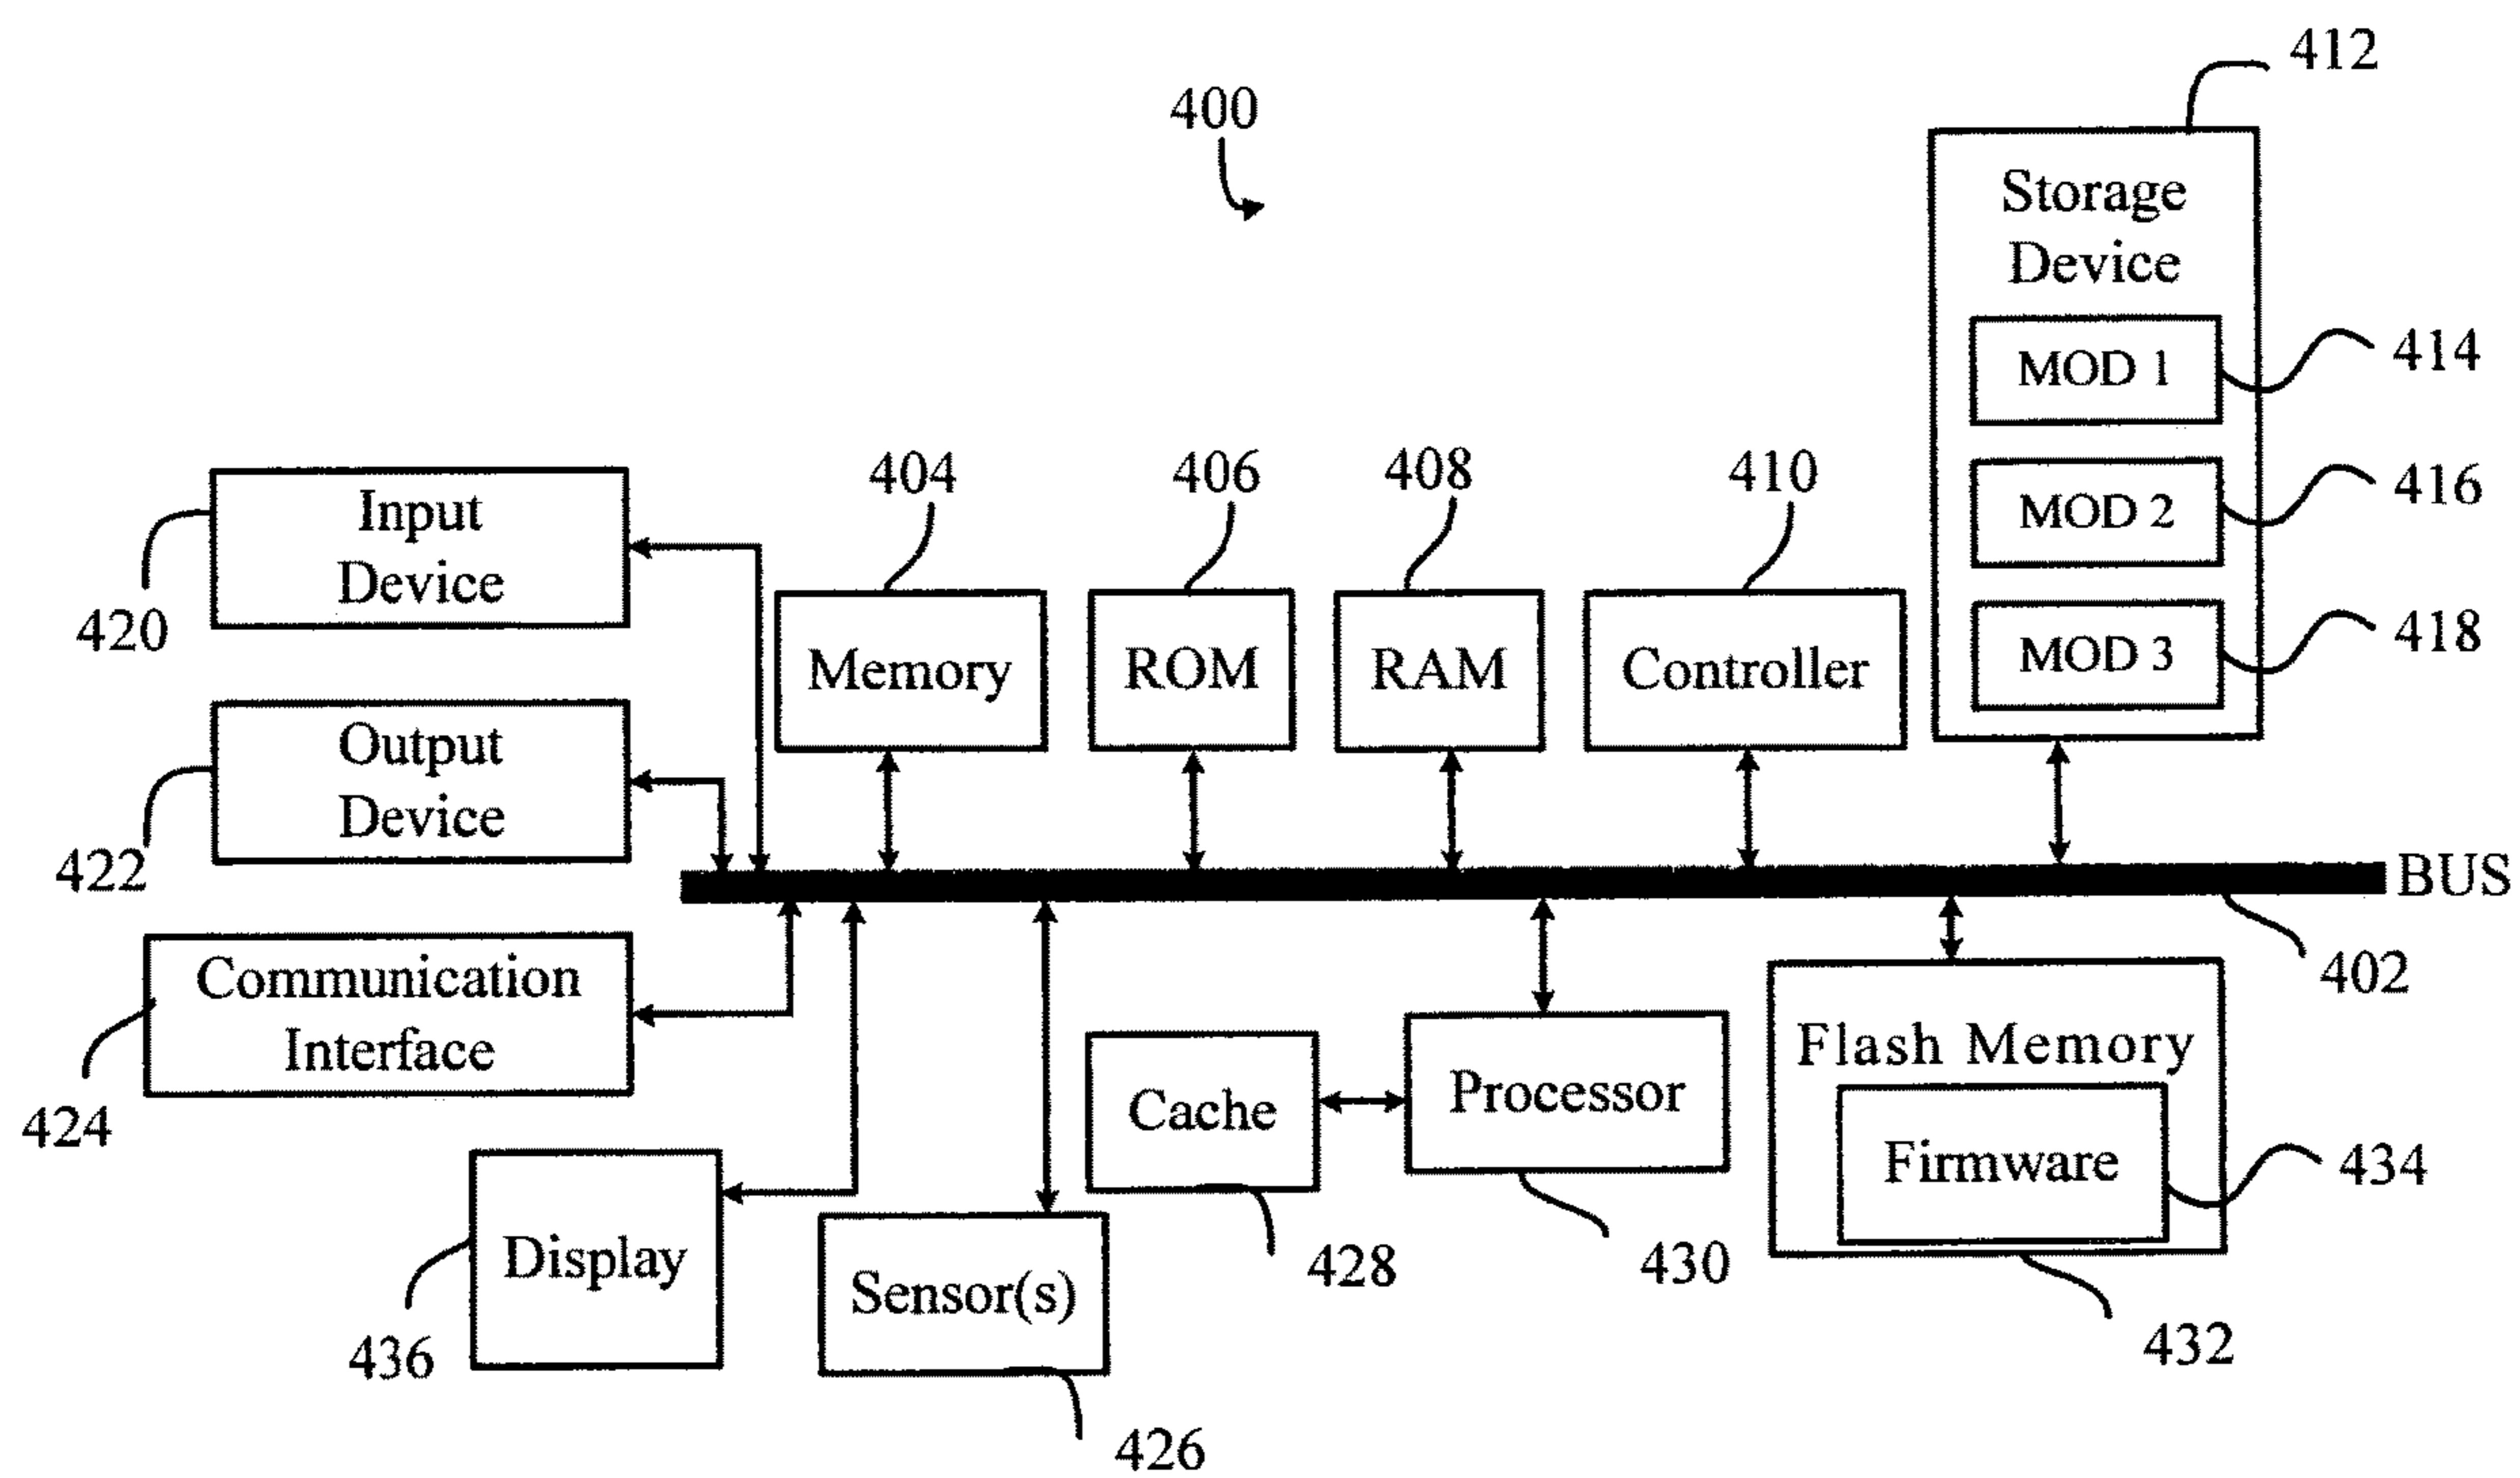 412
400
Storage
Device
MOD 1
414
MOD 2
416
MOD 3
418
404
406
408
410
Input
Device
420
Memory
ROM
RAM
Controller
Output
Device
422
BUS
402
Communication
Interface
424
Cache
428
Processor
430
Flash Memory
Firmware
434
432
Display
436
Sensor(s)
426